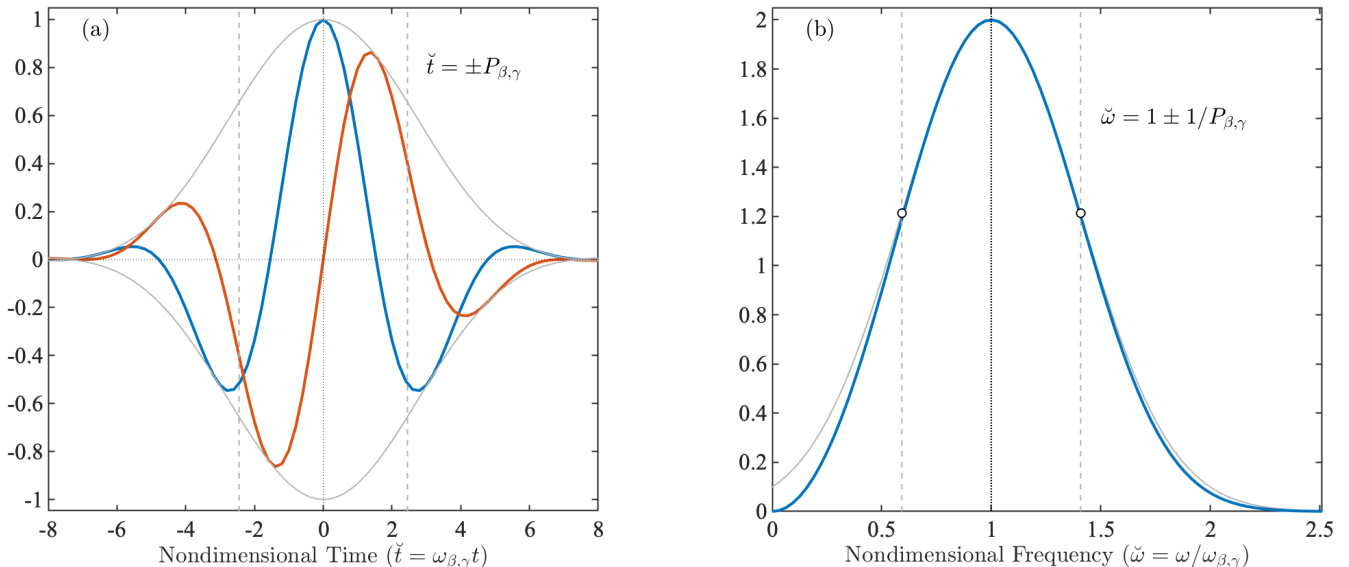 (a)
t̆ = ±P_{β,γ}
1
0.8
0.6
0.4
0.2
0
-0.2
-0.4
-0.6
-0.8
-1
-8 -6 -4 -2 0 2 4 6 8
Nondimensional Time (t̆ = ω_{β,γ}t)
(b)
ω̆ = 1 ± 1/P_{β,γ}
2
1.8
1.6
1.4
1.2
1
0.8
0.6
0.4
0.2
0
0 0.5 1 1.5 2 2.5
Nondimensional Frequency (ω̆ = ω/ω_{β,γ})